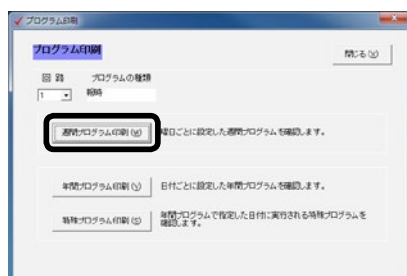 プログラム印刷
プログラム印刷
閉じる(X)
回 路 プログラムの種類
1 報時
週間プログラム印刷(W) 曜日ごとに設定した週間プログラムを確認します。
年間プログラム印刷(Y) 日付ごとに設定した年間プログラムを確認します。
特殊プログラム印刷(S) 年間プログラムで指定した日付に実行される特殊プログラムを
確認します。